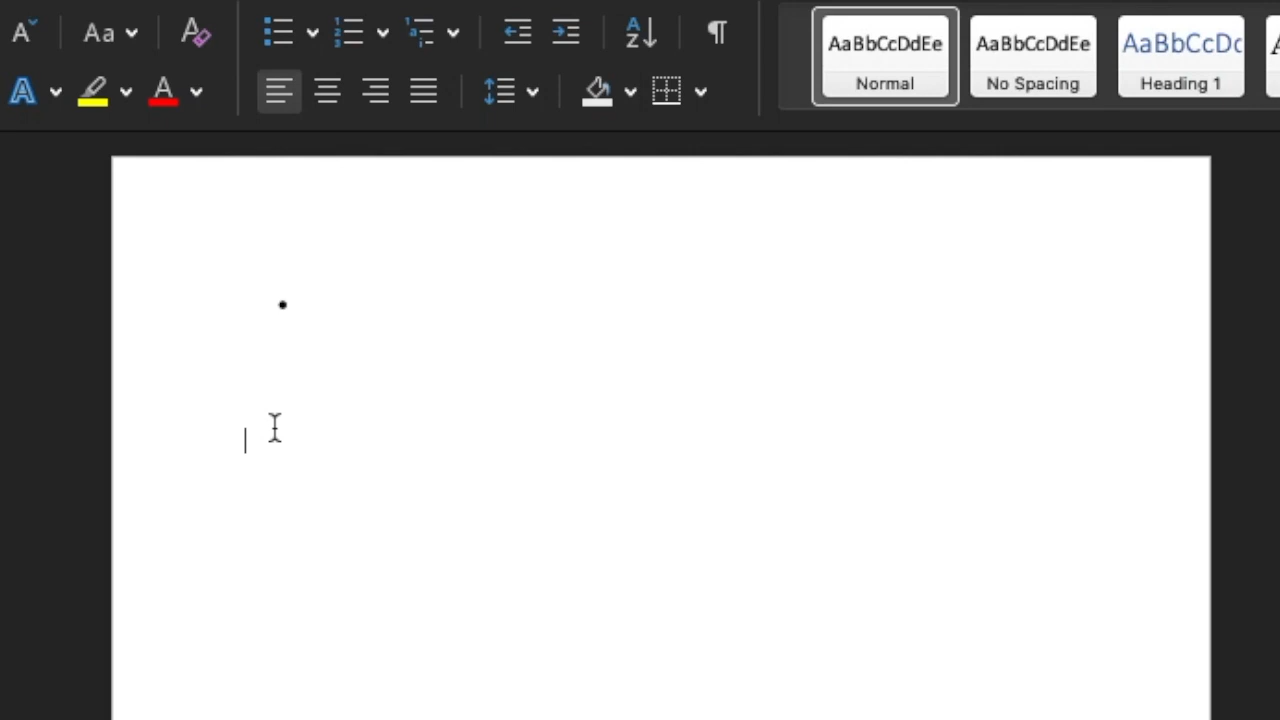 A Aa A
AaBbCcDdEe AaBbCcDdEe AaBbCcDc
Normal No Spacing Heading 1
A A
A
Z
¶
•